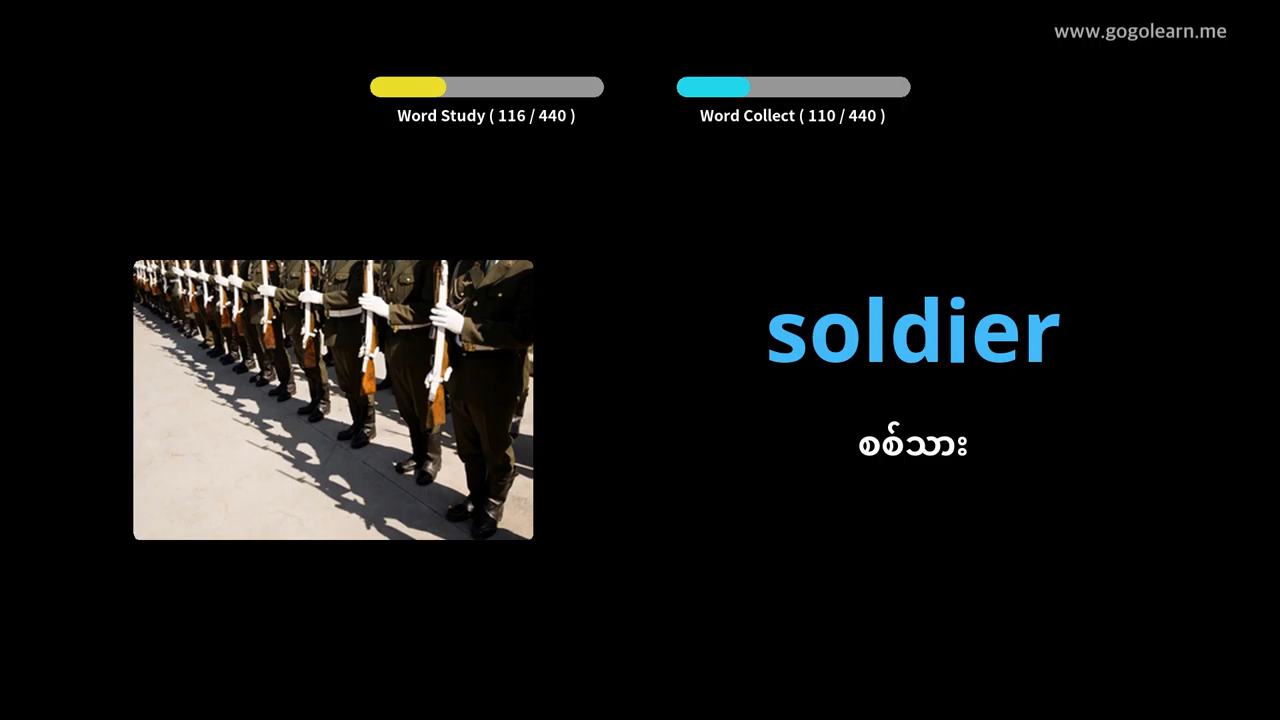 www.gogolearn.me
Word Study ( 116 / 440 )
Word Collect ( 110 / 440 )
soldier
စစ်သား